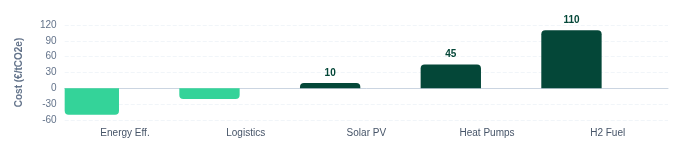 Cost (€/tCO2e)
120
90
60
30
0
-30
-60
10
45
110
Energy Eff.
Logistics
Solar PV
Heat Pumps
H2 Fuel